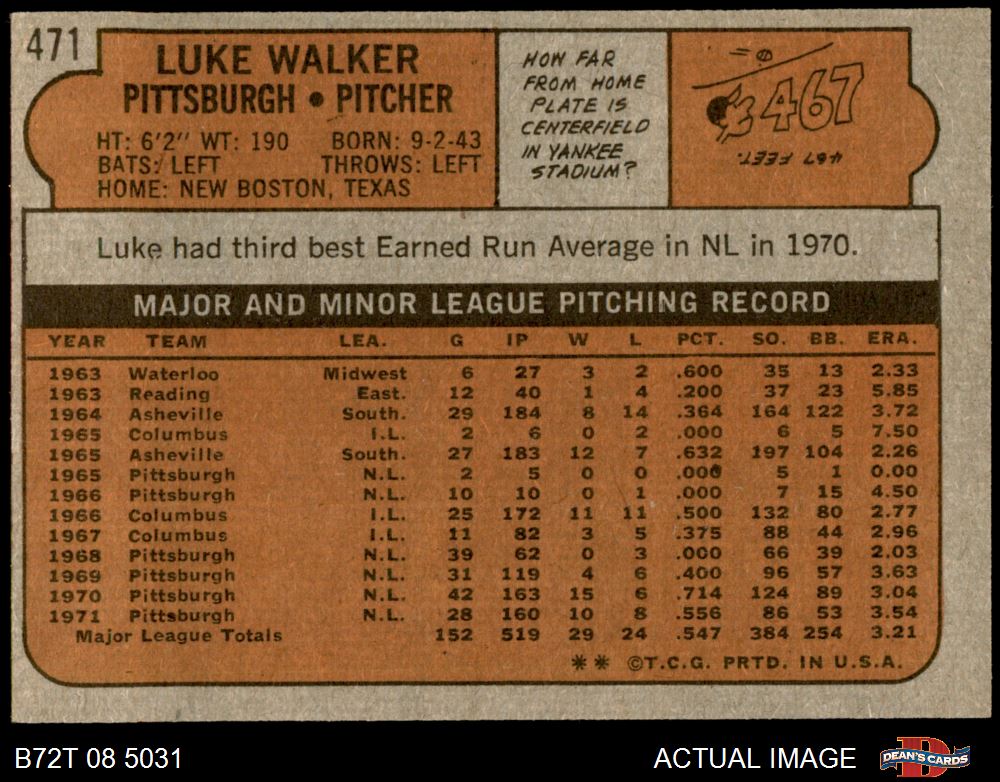 471
LUKE WALKER
PITTSBURGH • PITCHER
HT: 6'2" WT: 190 BORN: 9-2-43
BATS: LEFT THROWS: LEFT
HOME: NEW BOSTON, TEXAS
HOW FAR
FROM HOME
PLATE IS
CENTERFIELD
IN YANKEE
STADIUM?
467
467 FEET.
Luke had third best Earned Run Average in NL in 1970.
MAJOR AND MINOR LEAGUE PITCHING RECORD
YEAR TEAM LEA. G IP W L PCT. SO. BB. ERA.
1963 Waterloo Midwest 6 27 3 2 .600 35 13 2.33
1963 Reading East. 12 40 1 4 .200 37 23 5.85
1964 Asheville South. 29 184 8 14 .364 164 122 3.72
1965 Columbus I.L. 2 6 0 2 .000 6 5 7.50
1965 Asheville South. 27 183 12 7 .632 197 104 2.26
1965 Pittsburgh N.L. 2 5 0 0 .000 5 1 0.00
1966 Pittsburgh N.L. 10 10 0 1 .000 7 15 4.50
1966 Columbus I.L. 25 172 11 11 .500 132 80 2.77
1967 Columbus I.L. 11 82 3 5 .375 88 44 2.96
1968 Pittsburgh N.L. 39 62 0 3 .000 66 39 2.03
1969 Pittsburgh N.L. 31 119 4 6 .400 96 57 3.63
1970 Pittsburgh N.L. 42 163 15 6 .714 124 89 3.04
1971 Pittsburgh N.L. 28 160 10 8 .556 86 53 3.54
Major League Totals 152 519 29 24 .547 384 254 3.21
** ©T.C.G. PRTD. IN U.S.A.
B72T 08 5031 ACTUAL IMAGE DEAN'S CARDS